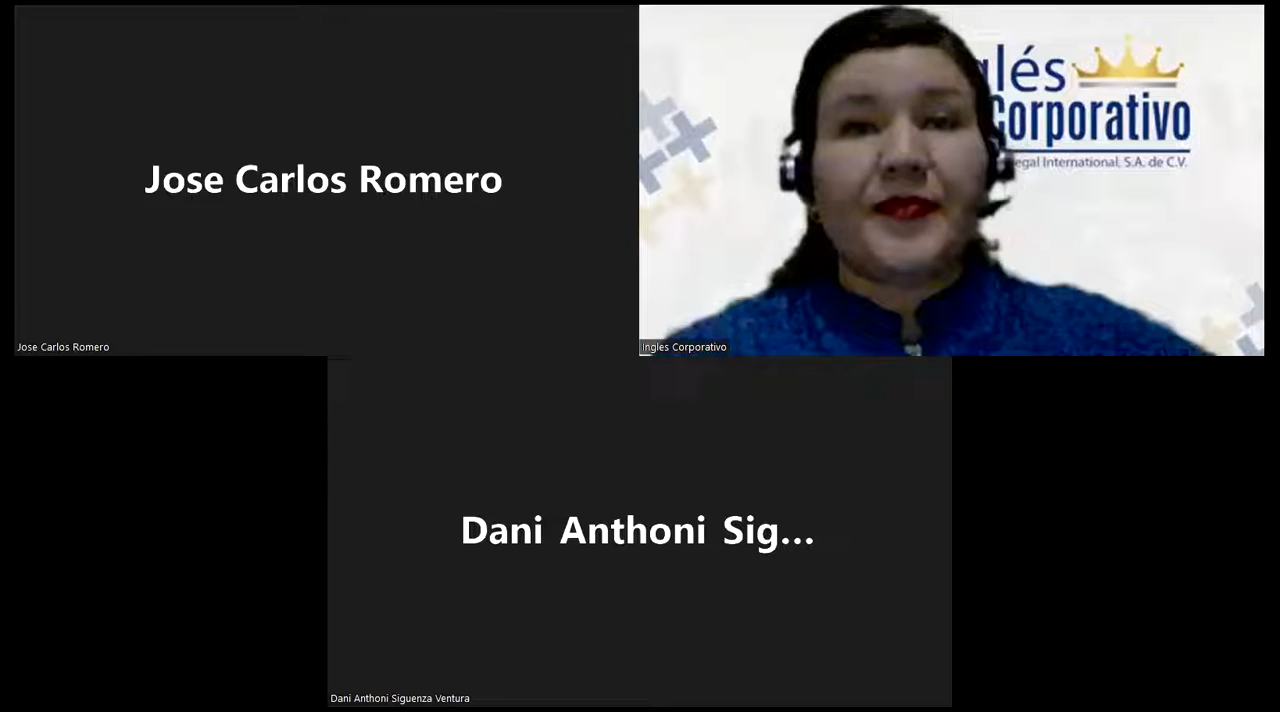 Jose Carlos Romero
Jose Carlos Romero
glés
Corporativo
egal International, S.A. de C.V.
Ingles Corporativo
Dani Anthoni Sig...
Dani Anthoni Siguenza Ventura